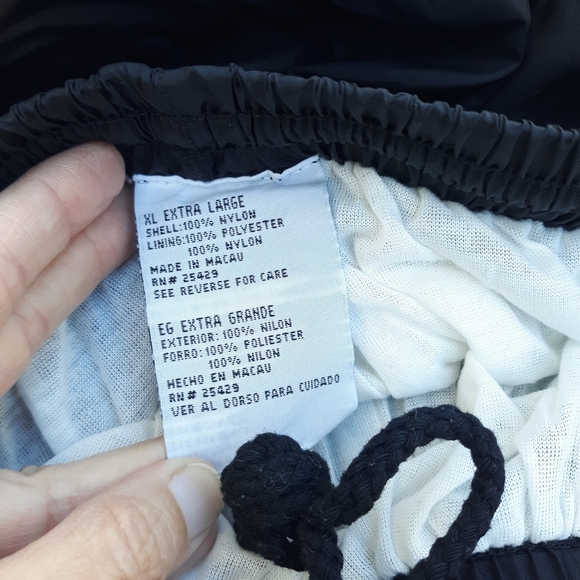 XL EXTRA LARGE
SHELL:100% NYLON
LINING:100% POLYESTER
100% NYLON
MADE IN MACAU
RN# 25429
SEE REVERSE FOR CARE
EG EXTRA GRANDE
EXTERIOR:100% NILON
FORRO:100% POLIESTER
100% NILON
HECHO EN MACAU
RN# 25429
VER AL DORSO PARA CUIDADO